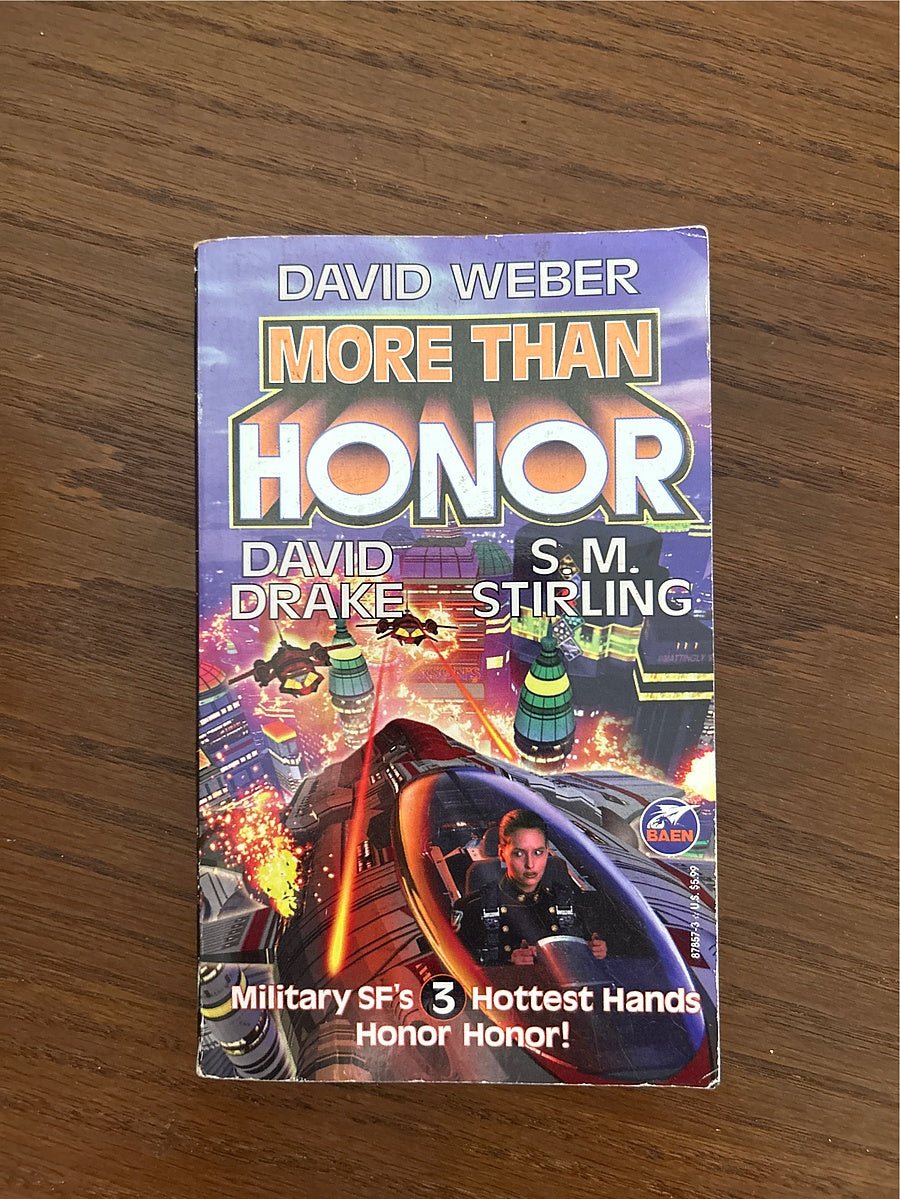 DAVID WEBER
MORE THAN
HONOR
DAVID
DRAKE
S. M.
STIRLING
BAEN
87857-3 • U.S. $5.99
Military SF's 3 Hottest Hands
Honor Honor!